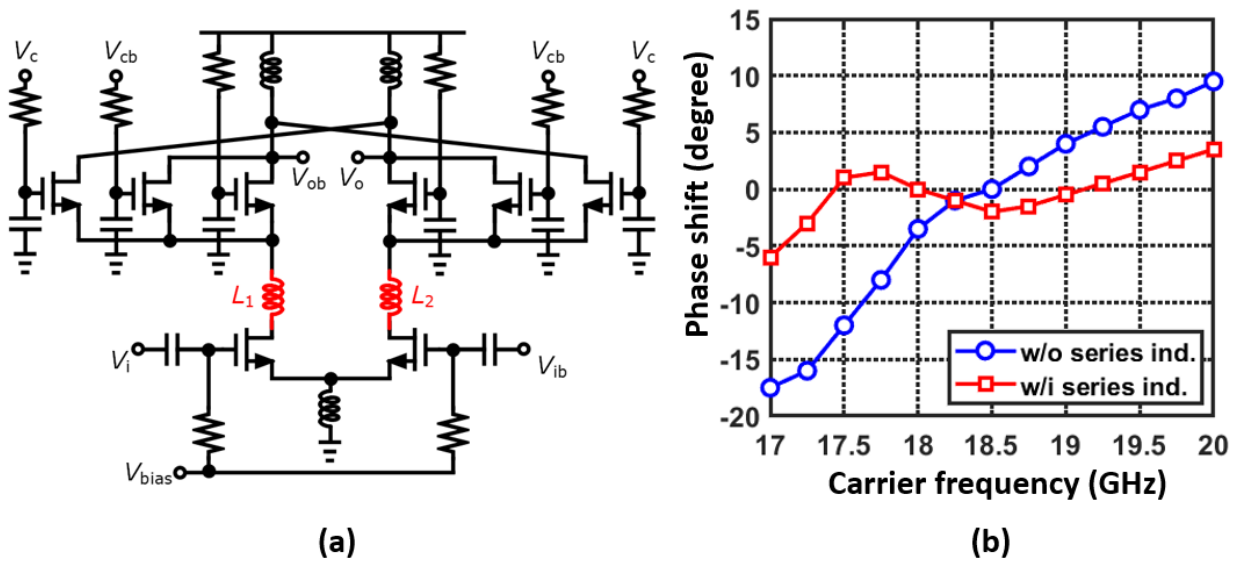 Vc
Vcb
Vcb
Vc
Vob
Vo
L1
L2
Vi
Vib
Vbias
(a)
15
10
5
0
-5
-10
-15
-20
Phase shift (degree)
w/o series ind.
w/i series ind.
17 17.5 18 18.5 19 19.5 20
Carrier frequency (GHz)
(b)